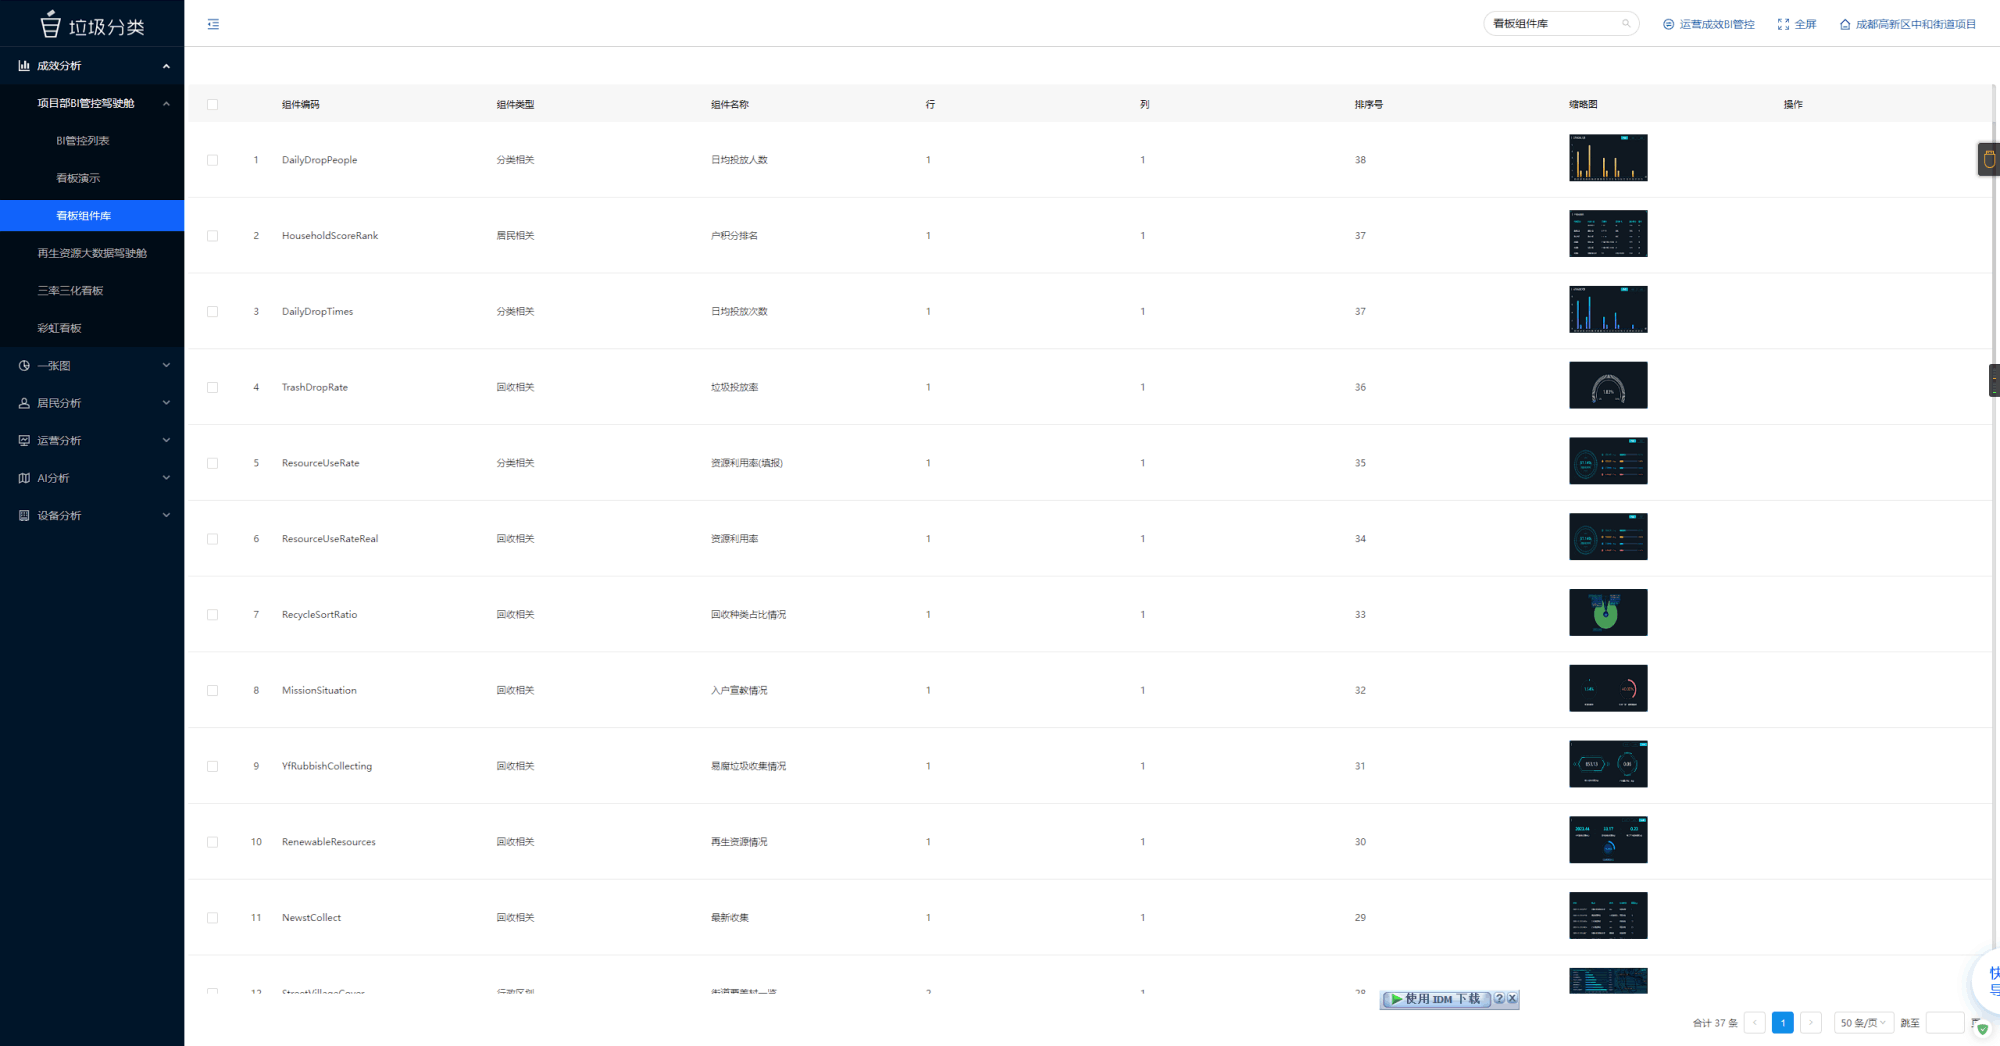 垃圾分类
看板组件库
运营成效BI管控
全屏
成都高新区中和街道项目
成效分析
项目部BI管控驾驶舱
BI管控列表
看板演示
看板组件库
再生资源大数据驾驶舱
三率三化看板
彩虹看板
一张图
居民分析
运营分析
AI分析
设备分析
组件编码 组件类型 组件名称 行 列 排序号 缩略图 操作
1 DailyDropPeople 分类相关 日均投放人数 1 1 38
2 HouseholdScoreRank 居民相关 户积分排名 1 1 37
3 DailyDropTimes 分类相关 日均投放次数 1 1 37
4 TrashDropRate 回收相关 垃圾投放率 1 1 36
5 ResourceUseRate 分类相关 资源利用率(填报) 1 1 35
6 ResourceUseRateReal 回收相关 资源利用率 1 1 34
7 RecycleSortRatio 回收相关 回收种类占比情况 1 1 33
8 MissionSituation 回收相关 入户宣教情况 1 1 32
9 YfRubbishCollecting 回收相关 易腐垃圾收集情况 1 1 31
10 RenewableResources 回收相关 再生资源情况 1 1 30
11 NewstCollect 回收相关 最新收集 1 1 29
12 StreetVillageCover 行政区划 街道覆盖村一览 2 1 28
使用 IDM 下载
合计 37 条 1 50 条/页 跳至 页
快
导